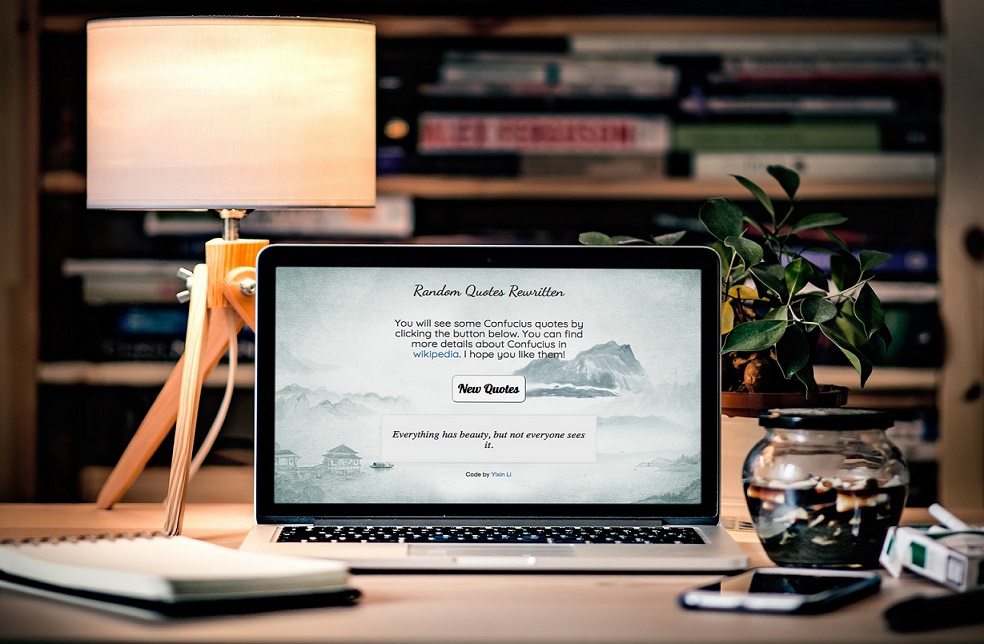 ALEX FERGUSON
Random Quotes Rewritten
You will see some Confucius quotes by
clicking the button below. You can find
more details about Confucius in
wikipedia. I hope you like them!
New Quotes
Everything has beauty, but not everyone sees
it.
Code by Yixin Li